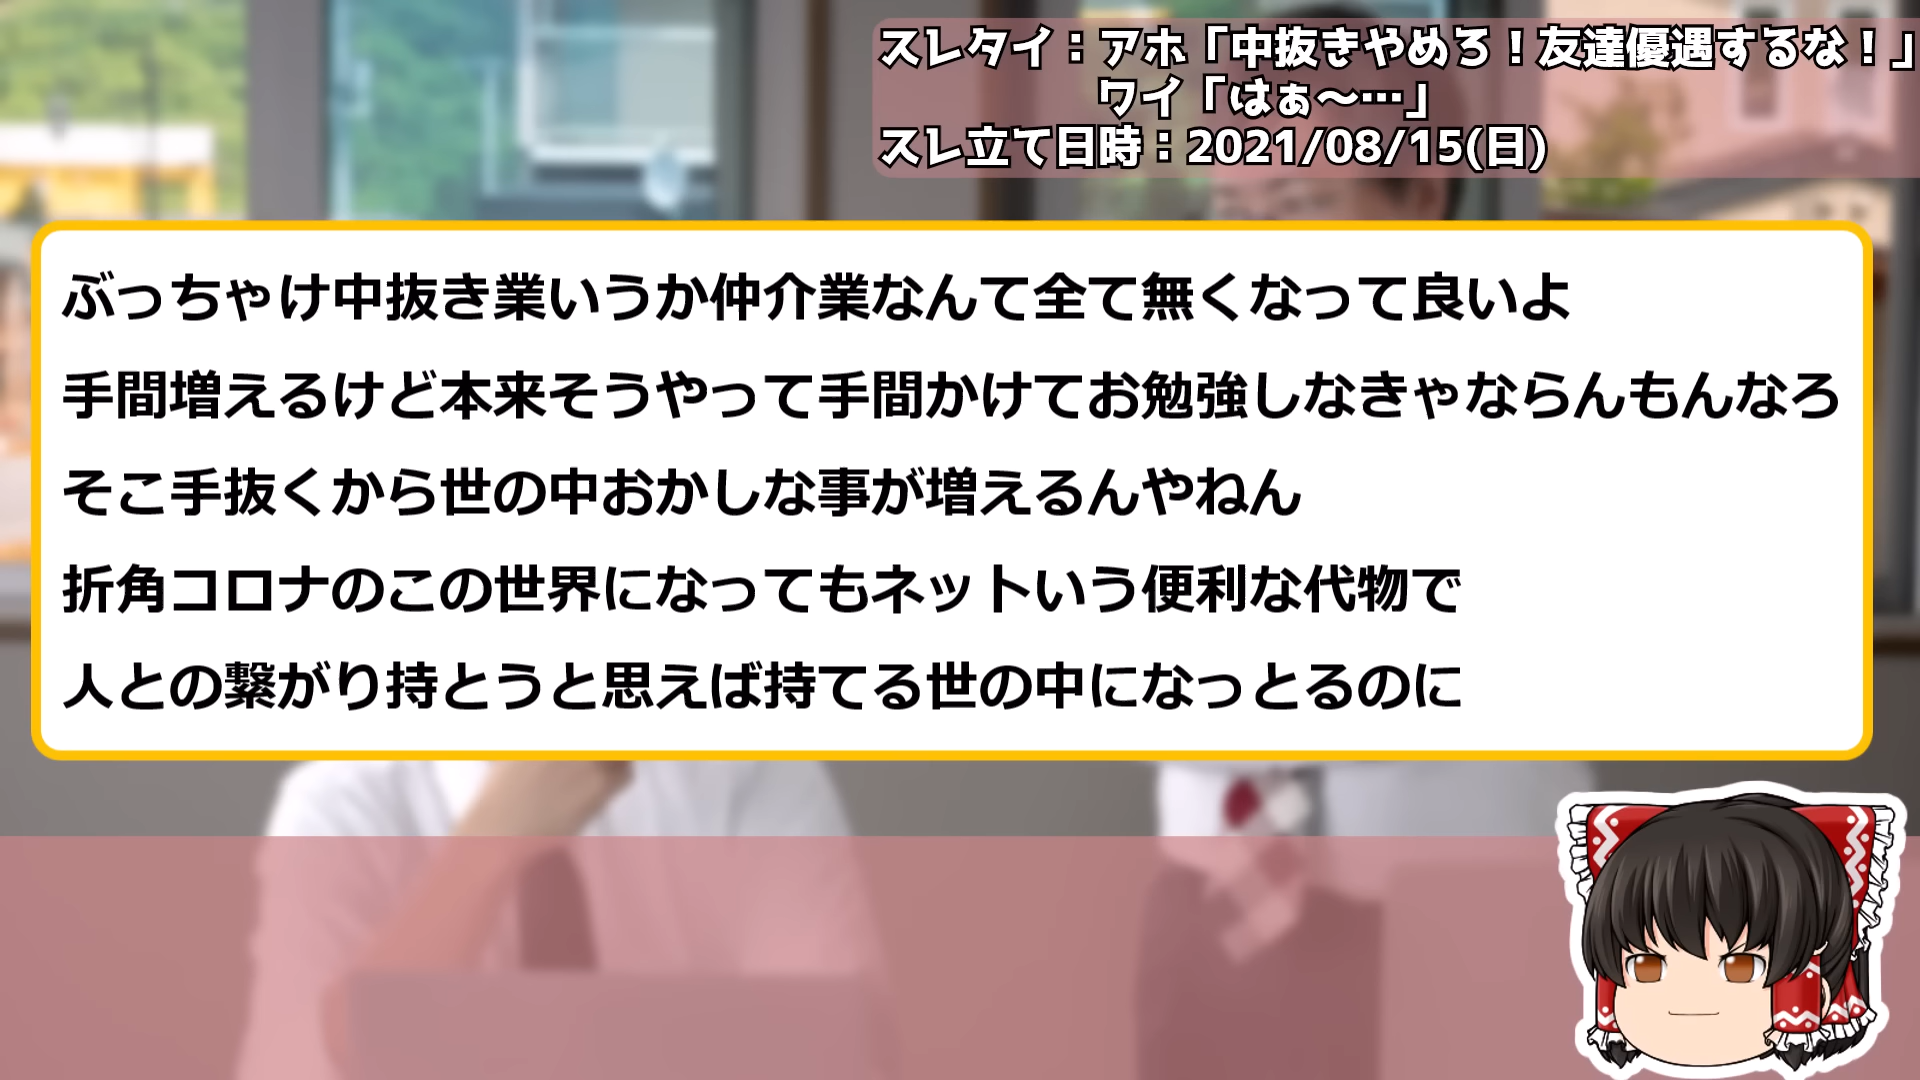 スレタイ：アホ「中抜きやめろ！友達優遇するな！」
ワイ「はぁ～…」
スレ立て日時：2021/08/15(日)
ぶっちゃけ中抜き業いうか仲介業なんて全て無くなって良いよ
手間増えるけど本来そうやって手間かけてお勉強しなきゃならんもんなろ
そこ手抜くから世の中おかしな事が増えるんやねん
折角コロナのこの世界になってもネットいう便利な代物で
人との繋がり持とうと思えば持てる世の中になっとるのに